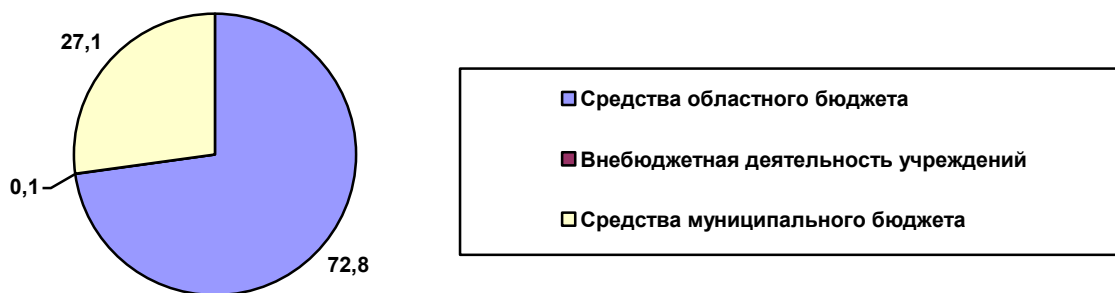 27,1
0,1
72,8
Средства областного бюджета
Внебюджетная деятельность учреждений
Средства муниципального бюджета